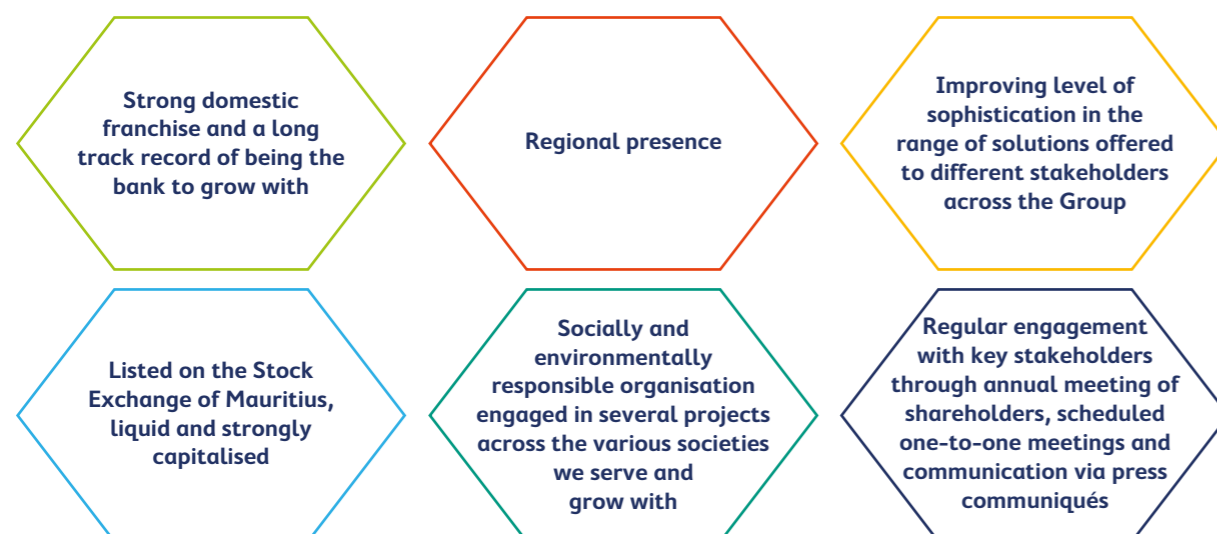 Strong domestic
franchise and a long
track record of being the
bank to grow with
Regional presence
Improving level of
sophistication in the
range of solutions offered
to different stakeholders
across the Group
Listed on the Stock
Exchange of Mauritius,
liquid and strongly
capitalised
Socially and
environmentally
responsible organisation
engaged in several projects
across the various societies
we serve and
grow with
Regular engagement
with key stakeholders
through annual meeting of
shareholders, scheduled
one-to-one meetings and
communication via press
communiqués